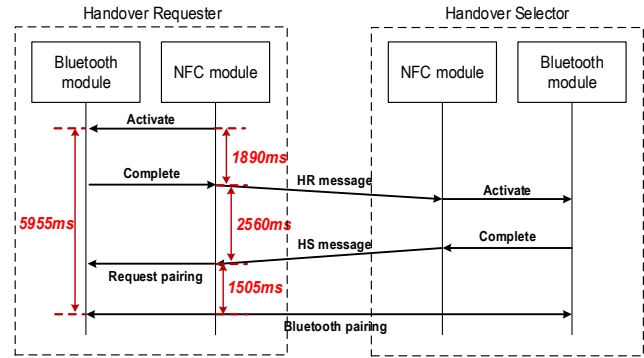 Handover Requester
Handover Selector
Bluetooth
module
NFC module
NFC module
Bluetooth
module
Activate
1890ms
Complete
HR message
Activate
5955ms
2560ms
HS message
Complete
Request pairing
1505ms
Bluetooth pairing